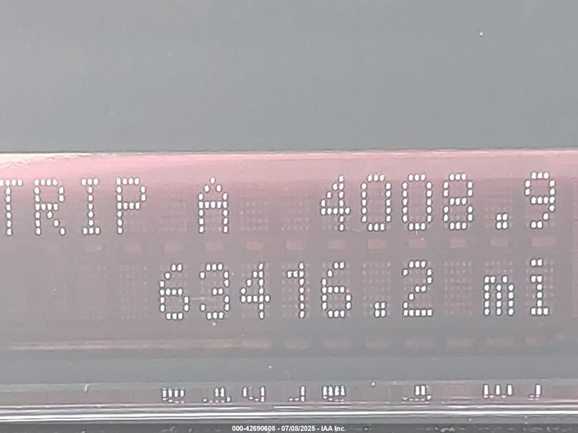 TRIP A 4008.9
63416.2 mi
000-42690608 - 07/08/2025 - IAA Inc.